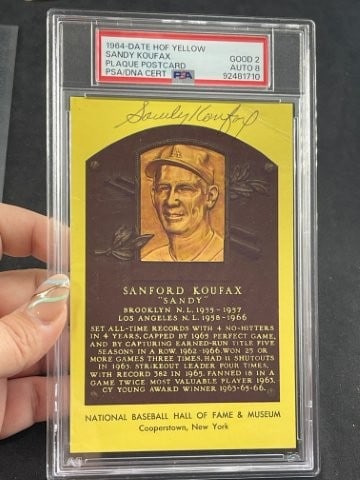 1964-DATE HOF YELLOW
SANDY KOUFAX GOOD 2
PLAQUE POSTCARD AUTO 8
PSA/DNA CERT PSA 92481710
Sandy Koufax
SANFORD KOUFAX
"SANDY"
BROOKLYN N.L. 1955-1957
LOS ANGELES N.L. 1958-1966
SET ALL-TIME RECORDS WITH 4 NO-HITTERS
IN 4 YEARS, CAPPED BY 1965 PERFECT GAME,
AND BY CAPTURING EARNED-RUN TITLE FIVE
SEASONS IN A ROW, 1962-1966. WON 25 OR
MORE GAMES THREE TIMES. HAD 11 SHUTOUTS
IN 1963. STRIKEOUT LEADER FOUR TIMES,
WITH RECORD 382 IN 1965. FANNED 18 IN A
GAME TWICE. MOST VALUABLE PLAYER 1963.
CY YOUNG AWARD WINNER 1963-65-66.
NATIONAL BASEBALL HALL OF FAME & MUSEUM
Cooperstown, New York